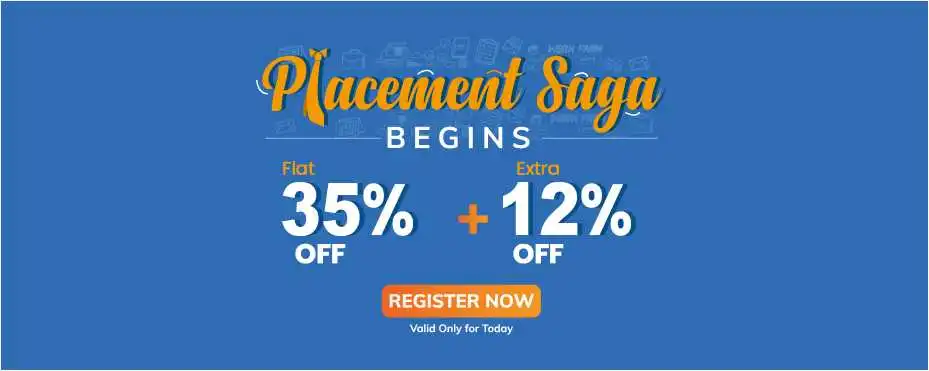 Placement Saga
BEGINS
Flat Extra
35% + 12%
OFF OFF
REGISTER NOW
Valid Only for Today